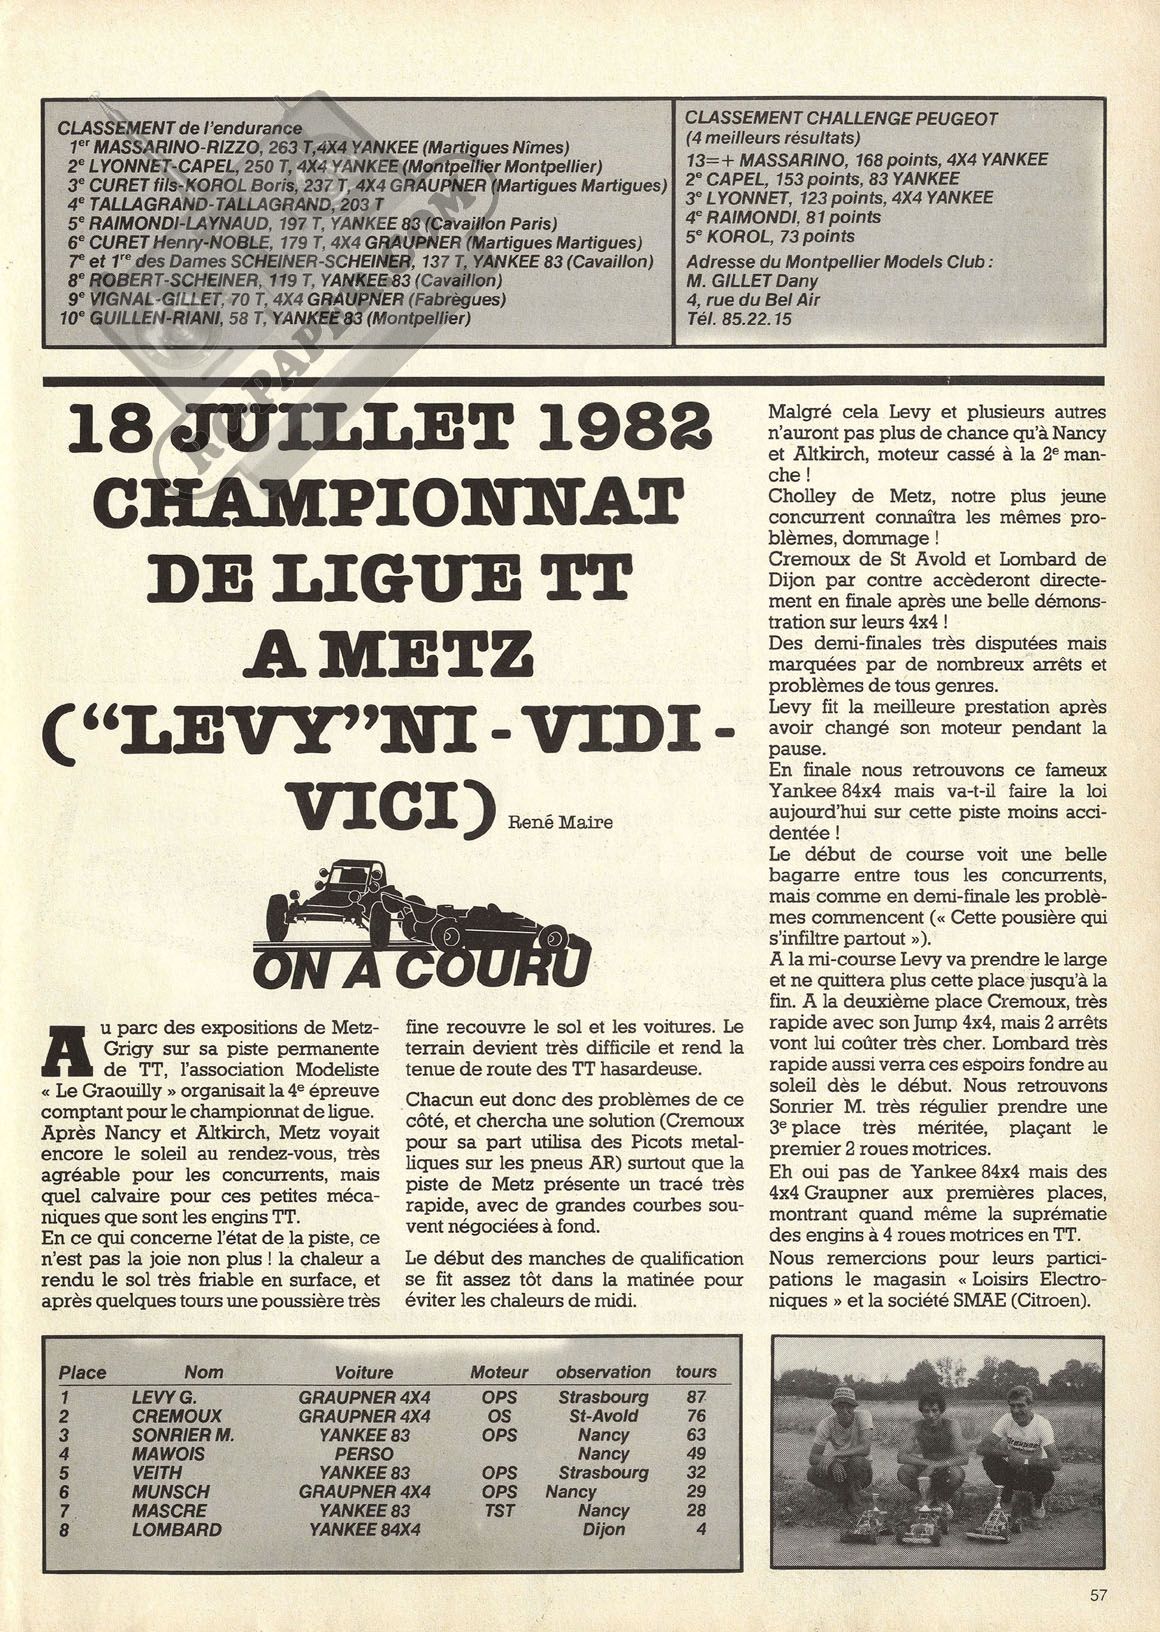 CLASSEMENT de l'endurance
1er MASSARINO-RIZZO, 263 T,4X4 YANKEE (Martigues Nîmes)
2e LYONNET-CAPEL, 250 T, 4X4 YANKEE (Montpellier Montpellier)
3e CURET fils-KOROL Boris, 237 T, 4X4 GRAUPNER (Martigues Martigues)
4e TALLAGRAND-TALLAGRAND, 203 T
5e RAIMONDI-LAYNAUD, 197 T, YANKEE 83 (Cavaillon Paris)
6e CURET Henry-NOBLE, 179 T, 4X4 GRAUPNER (Martigues Martigues)
7e et 1re des Dames SCHEINER-SCHEINER, 137 T, YANKEE 83 (Cavaillon)
8e ROBERT-SCHEINER, 119 T, YANKEE 83 (Cavaillon)
9e VIGNAL-GILLET, 70 T, 4X4 GRAUPNER (Fabrègues)
10e GUILLEN-RIANI, 58 T, YANKEE 83 (Montpellier)
CLASSEMENT CHALLENGE PEUGEOT
(4 meilleurs résultats)
13=+ MASSARINO, 168 points, 4X4 YANKEE
2e CAPEL, 153 points, 83 YANKEE
3e LYONNET, 123 points, 4X4 YANKEE
4e RAIMONDI, 81 points
5e KOROL, 73 points
Adresse du Montpellier Models Club :
M. GILLET Dany
4, rue du Bel Air
Tél. 85.22.15
RC-PAPER.COM
18 JUILLET 1982
CHAMPIONNAT
DE LIGUE TT
A METZ
("LEVY"NI - VIDI -
VICI) René Maire
ON A COURU
Au parc des expositions de Metz-
Grigy sur sa piste permanente
de TT, l'association Modeliste
« Le Graouilly » organisait la 4e épreuve
comptant pour le championnat de ligue.
Après Nancy et Altkirch, Metz voyait
encore le soleil au rendez-vous, très
agréable pour les concurrents, mais
quel calvaire pour ces petites méca-
niques que sont les engins TT.
En ce qui concerne l'état de la piste, ce
n'est pas la joie non plus ! la chaleur a
rendu le sol très friable en surface, et
après quelques tours une poussière très
fine recouvre le sol et les voitures. Le
terrain devient très difficile et rend la
tenue de route des TT hasardeuse.
Chacun eut donc des problèmes de ce
côté, et chercha une solution (Cremoux
pour sa part utilisa des Picots metal-
liques sur les pneus AR) surtout que la
piste de Metz présente un tracé très
rapide, avec de grandes courbes sou-
vent négociées à fond.
Le début des manches de qualification
se fit assez tôt dans la matinée pour
éviter les chaleurs de midi.
Malgré cela Levy et plusieurs autres
n'auront pas plus de chance qu'à Nancy
et Altkirch, moteur cassé à la 2e man-
che !
Cholley de Metz, notre plus jeune
concurrent connaîtra les mêmes pro-
blèmes, dommage !
Cremoux de St Avold et Lombard de
Dijon par contre accèderont directe-
ment en finale après une belle démons-
tration sur leurs 4x4 !
Des demi-finales très disputées mais
marquées par de nombreux arrêts et
problèmes de tous genres.
Levy fit la meilleure prestation après
avoir changé son moteur pendant la
pause.
En finale nous retrouvons ce fameux
Yankee 84x4 mais va-t-il faire la loi
aujourd'hui sur cette piste moins acci-
dentée !
Le début de course voit une belle
bagarre entre tous les concurrents,
mais comme en demi-finale les problè-
mes commencent (« Cette pousière qui
s'infiltre partout »).
A la mi-course Levy va prendre le large
et ne quittera plus cette place jusqu'à la
fin. A la deuxième place Cremoux, très
rapide avec son Jump 4x4, mais 2 arrêts
vont lui coûter très cher. Lombard très
rapide aussi verra ces espoirs fondre au
soleil dès le début. Nous retrouvons
Sonrier M. très régulier prendre une
3e place très méritée, plaçant le
premier 2 roues motrices.
Eh oui pas de Yankee 84x4 mais des
4x4 Graupner aux premières places,
montrant quand même la suprématie
des engins à 4 roues motrices en TT.
Nous remercions pour leurs partici-
pations le magasin « Loisirs Electro-
niques » et la société SMAE (Citroen).
Place Nom Voiture Moteur observation tours
1 LEVY G. GRAUPNER 4X4 OPS Strasbourg 87
2 CREMOUX GRAUPNER 4X4 OS St-Avold 76
3 SONRIER M. YANKEE 83 OPS Nancy 63
4 MAWOIS PERSO Nancy 49
5 VEITH YANKEE 83 OPS Strasbourg 32
6 MUNSCH GRAUPNER 4X4 OPS Nancy 29
7 MASCRE YANKEE 83 TST Nancy 28
8 LOMBARD YANKEE 84X4 Dijon 4
57